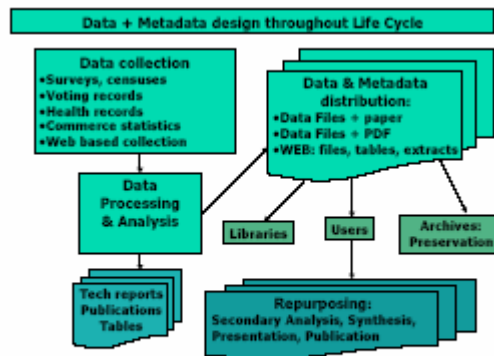 Data + Metadata design throughout Life Cycle
Data collection
•Surveys, censuses
•Voting records
•Health records
•Commerce statistics
•Web based collection
Data & Metadata
distribution:
•Data Files + paper
•Data Files + PDF
•WEB: files, tables, extracts
Data
Processing
& Analysis
Libraries
Users
Archives:
Preservation
Tech reports
Publications
Tables
Repurposing:
Secondary Analysis, Synthesis,
Presentation, Publication